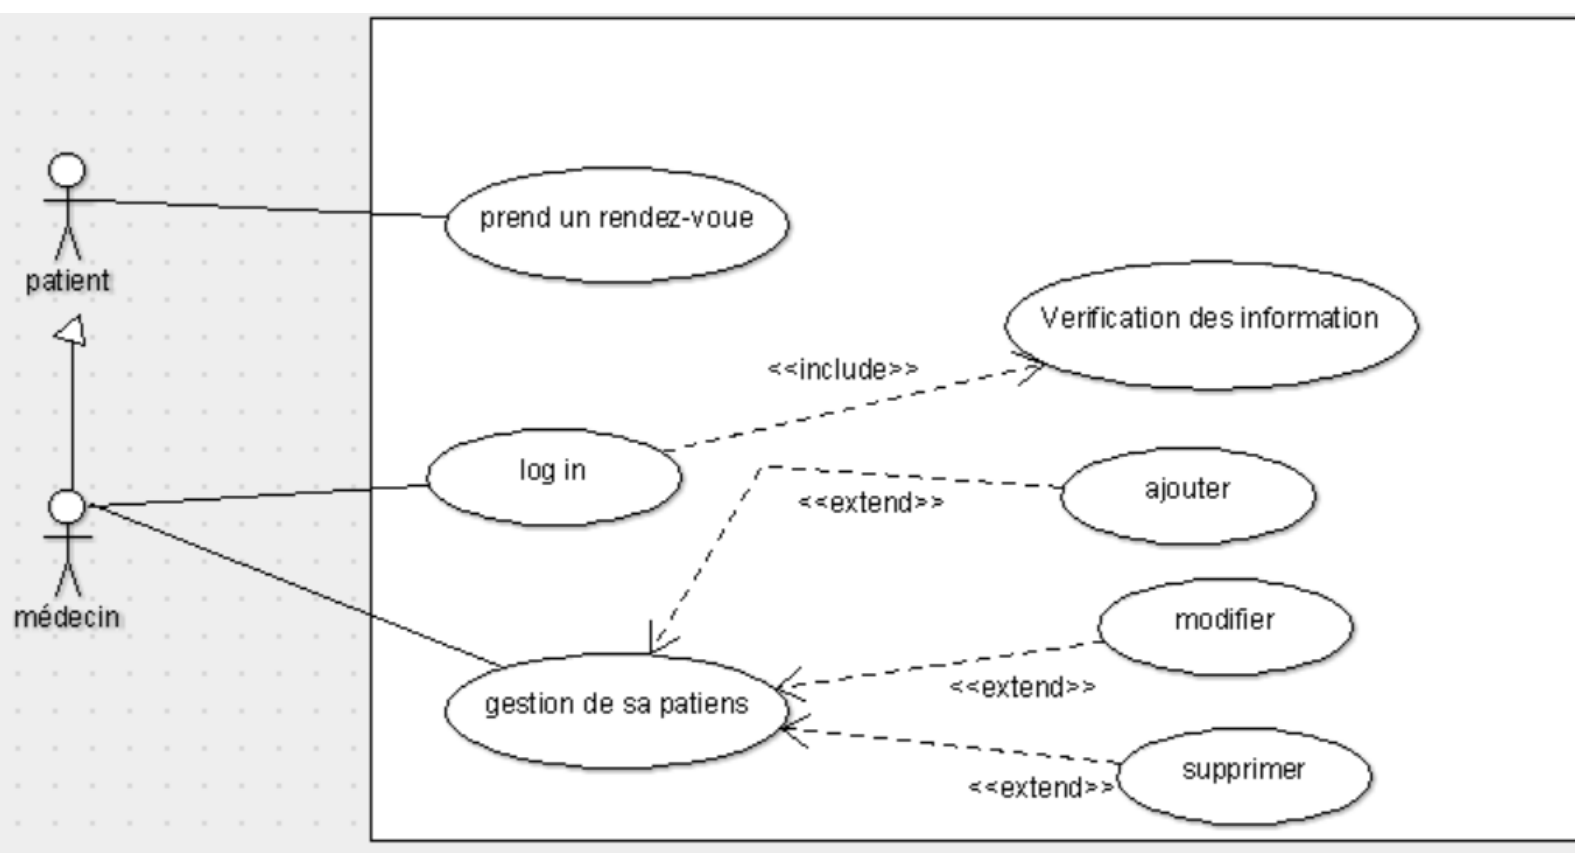 prend un rendez-voue
patient
Verification des information
<<include>>
log in
ajouter
<<extend>>
médecin
modifier
<<extend>>
gestion de sa patiens
supprimer
<<extend>>